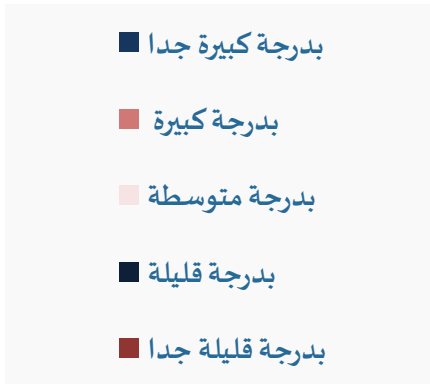 بدرجة كبيرة جدا
بدرجة كبيرة
بدرجة متوسطة
بدرجة قليلة
بدرجة قليلة جدا